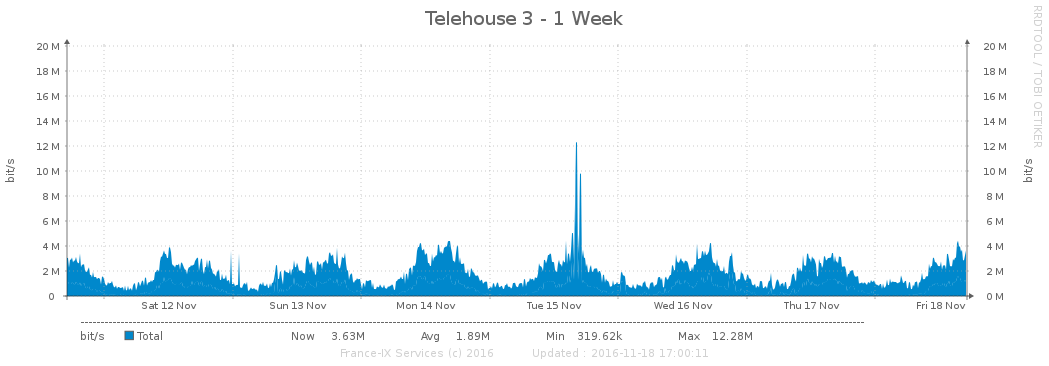 Telehouse 3 - 1 Week
RRDTOOL / TOBI OETIKER
20 M 20 M
18 M 18 M
16 M 16 M
14 M 14 M
12 M 12 M
10 M 10 M
8 M 8 M
6 M 6 M
4 M 4 M
2 M 2 M
0 0 M
bit/s
bit/s
Sat 12 Nov Sun 13 Nov Mon 14 Nov Tue 15 Nov Wed 16 Nov Thu 17 Nov Fri 18 Nov
bit/s Total Now 3.63M Avg 1.89M Min 319.62k Max 12.28M
France-IX Services (c) 2016 Updated : 2016-11-18 17:00:11